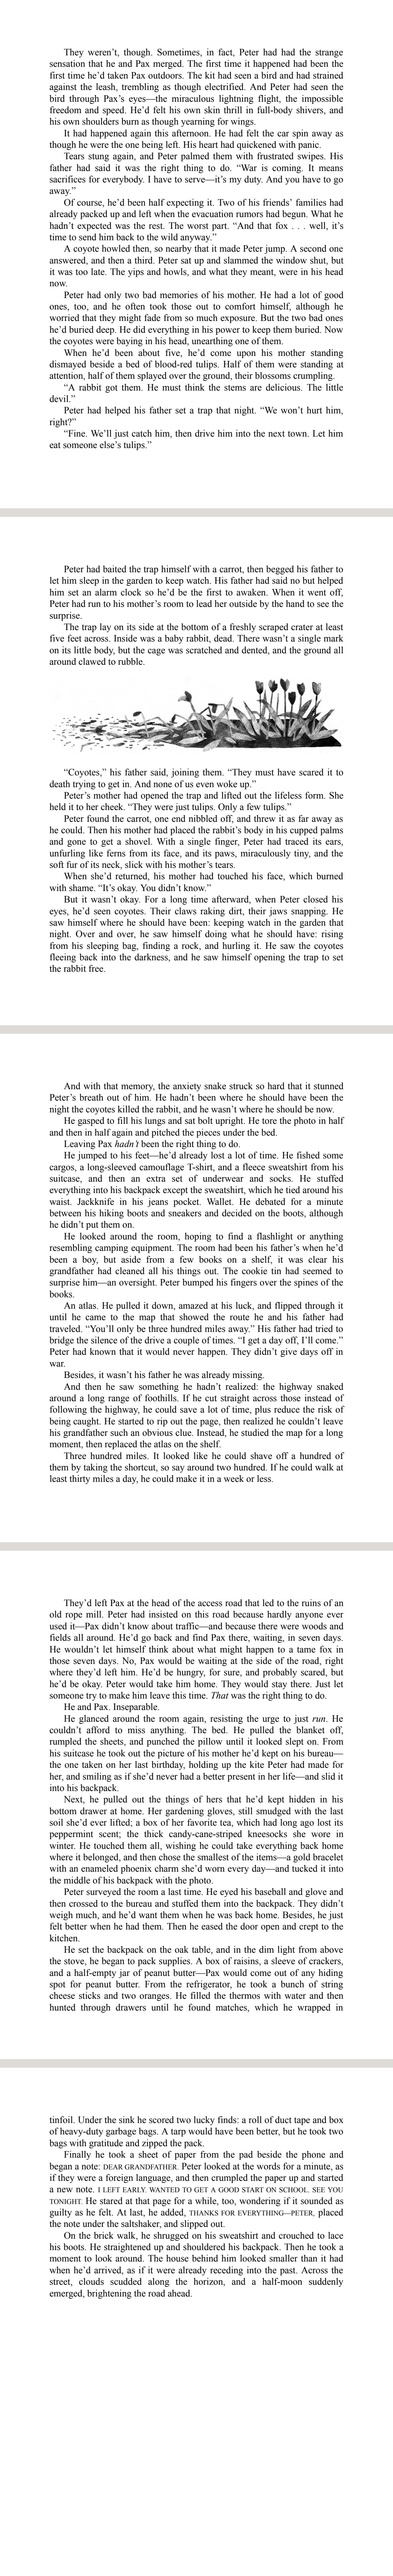 They weren’t, though. Sometimes, in fact, Peter had had the strange
sensation that he and Pax merged. The first time it happened had been the
first time he’d taken Pax outdoors. The kit had seen a bird and had strained
against the leash, trembling as though electrified. And Peter had seen the
bird through Pax’s eyes—the miraculous lightning flight, the impossible
freedom and speed. He’d felt his own skin thrill in full-body shivers, and
his own shoulders burn as though yearning for wings.
It had happened again this afternoon. He had felt the car spin away as
though he were the one being left. His heart had quickened with panic.
Tears stung again, and Peter palmed them with frustrated swipes. His
father had said it was the right thing to do. “War is coming. It means
sacrifices for everybody. I have to serve—it’s my duty. And you have to go
away.”
Of course, he’d been half expecting it. Two of his friends’ families had
already packed up and left when the evacuation rumors had begun. What he
hadn’t expected was the rest. The worst part. “And that fox . . . well, it’s
time to send him back to the wild anyway.”
A coyote howled then, so nearby that it made Peter jump. A second one
answered, and then a third. Peter sat up and slammed the window shut, but
it was too late. The yips and howls, and what they meant, were in his head
now.
Peter had only two bad memories of his mother. He had a lot of good
ones, too, and he often took those out to comfort himself, although he
worried that they might fade from so much exposure. But the two bad ones
he’d buried deep. He did everything in his power to keep them buried. Now
the coyotes were baying in his head, unearthing one of them.
When he’d been about five, he’d come upon his mother standing
dismayed beside a bed of blood-red tulips. Half of them were standing at
attention, half of them splayed over the ground, their blossoms crumpling.
“A rabbit got them. He must think the stems are delicious. The little
devil.”
Peter had helped his father set a trap that night. “We won’t hurt him,
right?”
“Fine. We’ll just catch him, then drive him into the next town. Let him
eat someone else’s tulips.”
Peter had baited the trap himself with a carrot, then begged his father to
let him sleep in the garden to keep watch. His father had said no but helped
him set an alarm clock so he’d be the first to awaken. When it went off,
Peter had run to his mother’s room to lead her outside by the hand to see the
surprise.
The trap lay on its side at the bottom of a freshly scraped crater at least
five feet across. Inside was a baby rabbit, dead. There wasn’t a single mark
on its little body, but the cage was scratched and dented, and the ground all
around clawed to rubble.
“Coyotes,” his father said, joining them. “They must have scared it to
death trying to get in. And none of us even woke up.”
Peter’s mother had opened the trap and lifted out the lifeless form. She
held it to her cheek. “They were just tulips. Only a few tulips.”
Peter found the carrot, one end nibbled off, and threw it as far away as
he could. Then his mother had placed the rabbit’s body in his cupped palms
and gone to get a shovel. With a single finger, Peter had traced its ears,
unfurling like ferns from its face, and its paws, miraculously tiny, and the
soft fur of its neck, slick with his mother’s tears.
When she’d returned, his mother had touched his face, which burned
with shame. “It’s okay. You didn’t know.”
But it wasn’t okay. For a long time afterward, when Peter closed his
eyes, he’d seen coyotes. Their claws raking dirt, their jaws snapping. He
saw himself where he should have been: keeping watch in the garden that
night. Over and over, he saw himself doing what he should have: rising
from his sleeping bag, finding a rock, and hurling it. He saw the coyotes
fleeing back into the darkness, and he saw himself opening the trap to set
the rabbit free.
And with that memory, the anxiety snake struck so hard that it stunned
Peter’s breath out of him. He hadn’t been where he should have been the
night the coyotes killed the rabbit, and he wasn’t where he should be now.
He gasped to fill his lungs and sat bolt upright. He tore the photo in half
and then in half again and pitched the pieces under the bed.
Leaving Pax hadn’t been the right thing to do.
He jumped to his feet—he’d already lost a lot of time. He fished some
cargos, a long-sleeved camouflage T-shirt, and a fleece sweatshirt from his
suitcase, and then an extra set of underwear and socks. He stuffed
everything into his backpack except the sweatshirt, which he tied around his
waist. Jackknife in his jeans pocket. Wallet. He debated for a minute
between his hiking boots and sneakers and decided on the boots, although
he didn’t put them on.
He looked around the room, hoping to find a flashlight or anything
resembling camping equipment. The room had been his father’s when he’d
been a boy, but aside from a few books on a shelf, it was clear his
grandfather had cleaned all his things out. The cookie tin had seemed to
surprise him—an oversight. Peter bumped his fingers over the spines of the
books.
An atlas. He pulled it down, amazed at his luck, and flipped through it
until he came to the map that showed the route he and his father had
traveled. “You’ll only be three hundred miles away.” His father had tried to
bridge the silence of the drive a couple of times. “I get a day off, I’ll come.”
Peter had known that it would never happen. They didn’t give days off in
war.
Besides, it wasn’t his father he was already missing.
And then he saw something he hadn’t realized: the highway snaked
around a long range of foothills. If he cut straight across those instead of
following the highway, he could save a lot of time, plus reduce the risk of
being caught. He started to rip out the page, then realized he couldn’t leave
his grandfather such an obvious clue. Instead, he studied the map for a long
moment, then replaced the atlas on the shelf.
Three hundred miles. It looked like he could shave off a hundred of
them by taking the shortcut, so say around two hundred. If he could walk at
least thirty miles a day, he could make it in a week or less.
They’d left Pax at the head of the access road that led to the ruins of an
old rope mill. Peter had insisted on this road because hardly anyone ever
used it—Pax didn’t know about traffic—and because there were woods and
fields all around. He’d go back and find Pax there, waiting, in seven days.
He wouldn’t let himself think about what might happen to a tame fox in
those seven days. No, Pax would be waiting at the side of the road, right
where they’d left him. He’d be hungry, for sure, and probably scared, but
he’d be okay. Peter would take him home. They would stay there. Just let
someone try to make him leave this time. That was the right thing to do.
He and Pax. Inseparable.
He glanced around the room again, resisting the urge to just run. He
couldn’t afford to miss anything. The bed. He pulled the blanket off,
rumpled the sheets, and punched the pillow until it looked slept on. From
his suitcase he took out the picture of his mother he’d kept on his bureau—
the one taken on her last birthday, holding up the kite Peter had made for
her, and smiling as if she’d never had a better present in her life—and slid it
into his backpack.
Next, he pulled out the things of hers that he’d kept hidden in his
bottom drawer at home. Her gardening gloves, still smudged with the last
soil she’d ever lifted; a box of her favorite tea, which had long ago lost its
peppermint scent; the thick candy-cane-striped kneesocks she wore in
winter. He touched them all, wishing he could take everything back home
where it belonged, and then chose the smallest of the items—a gold bracelet
with an enameled phoenix charm she’d worn every day—and tucked it into
the middle of his backpack with the photo.
Peter surveyed the room a last time. He eyed his baseball and glove and
then crossed to the bureau and stuffed them into the backpack. They didn’t
weigh much, and he’d want them when he was back home. Besides, he just
felt better when he had them. Then he eased the door open and crept to the
kitchen.
He set the backpack on the oak table, and in the dim light from above
the stove, he began to pack supplies. A box of raisins, a sleeve of crackers,
and a half-empty jar of peanut butter—Pax would come out of any hiding
spot for peanut butter. From the refrigerator, he took a bunch of string
cheese sticks and two oranges. He filled the thermos with water and then
hunted through drawers until he found matches, which he wrapped in
tinfoil. Under the sink he scored two lucky finds: a roll of duct tape and box
of heavy-duty garbage bags. A tarp would have been better, but he took two
bags with gratitude and zipped the pack.
Finally he took a sheet of paper from the pad beside the phone and
began a note: DEAR GRANDFATHER. Peter looked at the words for a minute, as
if they were a foreign language, and then crumpled the paper up and started
a new note. I LEFT EARLY. WANTED TO GET A GOOD START ON SCHOOL. SEE YOU
TONIGHT. He stared at that page for a while, too, wondering if it sounded as
guilty as he felt. At last, he added, THANKS FOR EVERYTHING—PETER, placed
the note under the saltshaker, and slipped out.
On the brick walk, he shrugged on his sweatshirt and crouched to lace
his boots. He straightened up and shouldered his backpack. Then he took a
moment to look around. The house behind him looked smaller than it had
when he’d arrived, as if it were already receding into the past. Across the
street, clouds scudded along the horizon, and a half-moon suddenly
emerged, brightening the road ahead.